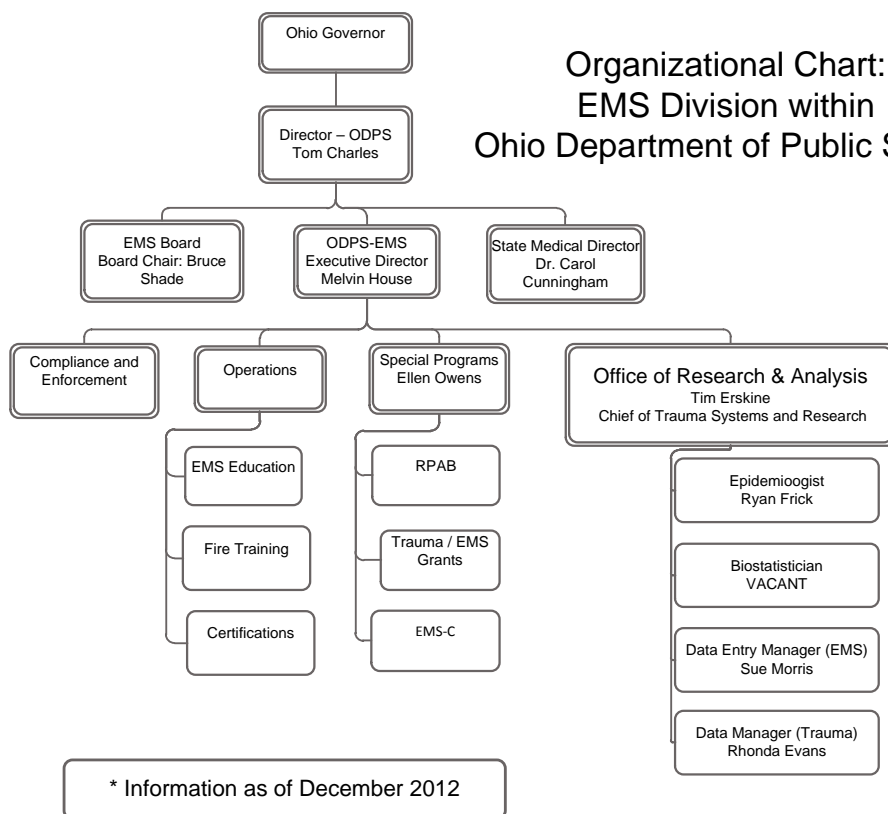 Ohio Governor
Organizational Chart:
EMS Division within
Ohio Department of Public
Director – ODPS
Tom Charles
EMS Board
Board Chair: Bruce
Shade
ODPS-EMS
Executive Director
Melvin House
State Medical Director
Dr. Carol
Cunningham
Compliance and
Enforcement
Operations
Special Programs
Ellen Owens
Office of Research & Analysis
Tim Erskine
Chief of Trauma Systems and Research
EMS Education
Fire Training
Certifications
RPAB
Trauma / EMS
Grants
EMS-C
Epidemioogist
Ryan Frick
Biostatistician
VACANT
Data Entry Manager (EMS)
Sue Morris
Data Manager (Trauma)
Rhonda Evans
* Information as of December 2012